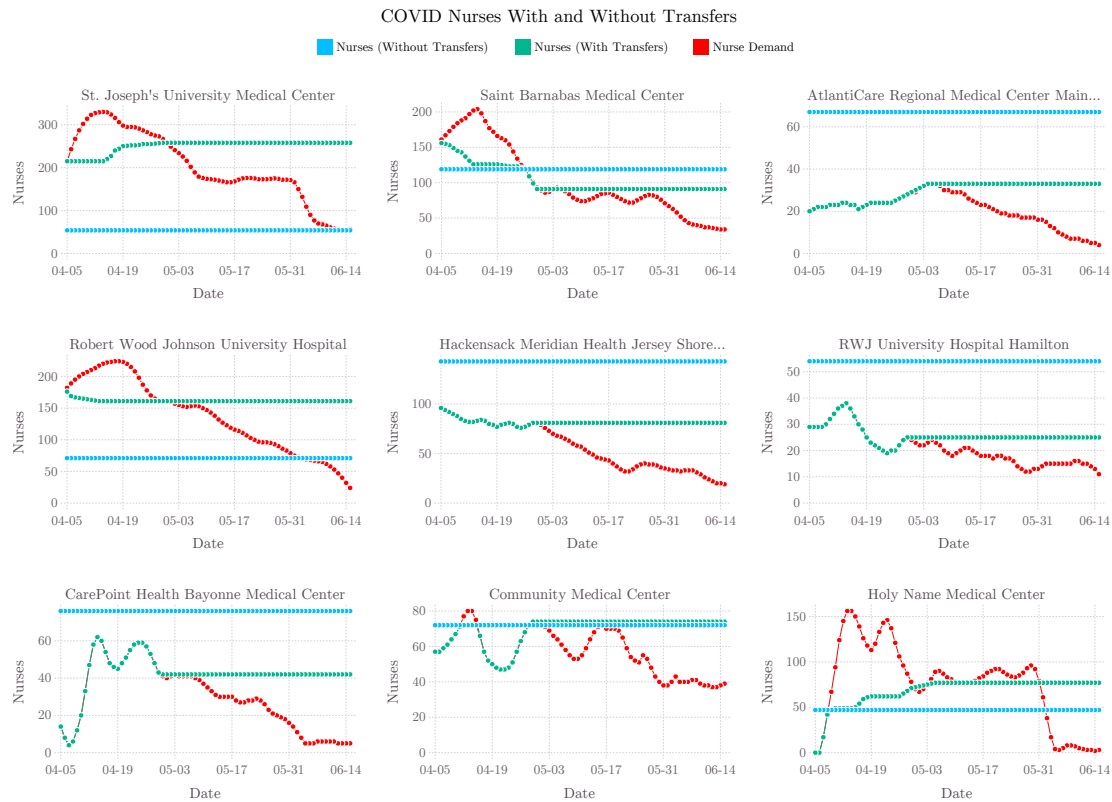 COVID Nurses With and Without Transfers
Nurses (Without Transfers) Nurses (With Transfers) Nurse Demand
St. Joseph's University Medical Center
300
200
100
0
Nurses
04-05 04-19 05-03 05-17 05-31 06-14
Date
Saint Barnabas Medical Center
200
150
100
50
0
Nurses
04-05 04-19 05-03 05-17 05-31 06-14
Date
AtlantiCare Regional Medical Center Main...
60
40
20
0
Nurses
04-05 04-19 05-03 05-17 05-31 06-14
Date
Robert Wood Johnson University Hospital
200
150
100
50
0
Nurses
04-05 04-19 05-03 05-17 05-31 06-14
Date
Hackensack Meridian Health Jersey Shore...
100
50
0
Nurses
04-05 04-19 05-03 05-17 05-31 06-14
Date
RWJ University Hospital Hamilton
50
40
30
20
10
0
Nurses
04-05 04-19 05-03 05-17 05-31 06-14
Date
CarePoint Health Bayonne Medical Center
60
40
20
0
Nurses
04-05 04-19 05-03 05-17 05-31 06-14
Date
Community Medical Center
80
60
40
20
0
Nurses
04-05 04-19 05-03 05-17 05-31 06-14
Date
Holy Name Medical Center
150
100
50
0
Nurses
04-05 04-19 05-03 05-17 05-31 06-14
Date